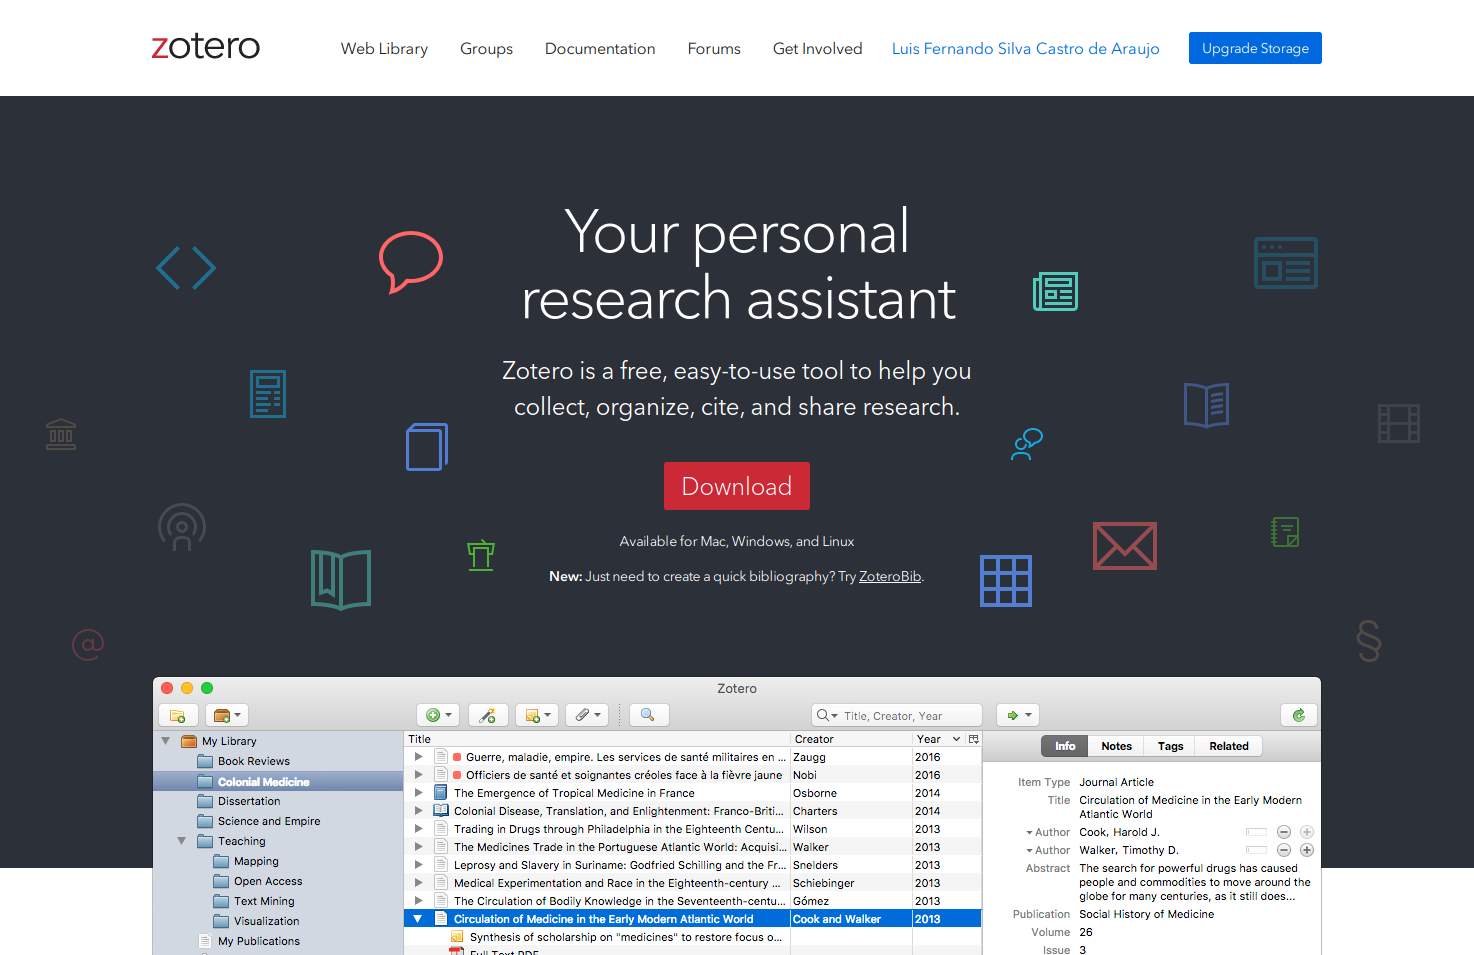 zotero
Web Library Groups Documentation Forums Get Involved Luis Fernando Silva Castro de Araujo Upgrade Storage
Your personal
research assistant
Zotero is a free, easy-to-use tool to help you
collect, organize, cite, and share research.
Download
Available for Mac, Windows, and Linux
New: Just need to create a quick bibliography? Try ZoteroBib.
@
§
Zotero
Title, Creator, Year
My Library
Book Reviews
Colonial Medicine
Dissertation
Science and Empire
Teaching
Mapping
Open Access
Text Mining
Visualization
My Publications
Title Creator Year
Guerre, maladie, empire. Les services de santé militaires en ... Zaugg 2016
Officiers de santé et soignantes créoles face à la fièvre jaune Nobi 2016
The Emergence of Tropical Medicine in France Osborne 2014
Colonial Disease, Translation, and Enlightenment: Franco-Briti... Charters 2014
Trading in Drugs through Philadelphia in the Eighteenth Centu... Wilson 2013
The Medicines Trade in the Portuguese Atlantic World: Acquisi... Walker 2013
Leprosy and Slavery in Suriname: Godfried Schilling and the Fr... Snelders 2013
Medical Experimentation and Race in the Eighteenth-century ... Schiebinger 2013
The Circulation of Bodily Knowledge in the Seventeenth-centu... Gómez 2013
Circulation of Medicine in the Early Modern Atlantic World Cook and Walker 2013
Synthesis of scholarship on "medicines" to restore focus o...
Full Text PDF
Info Notes Tags Related
Item Type Journal Article
Title Circulation of Medicine in the Early Modern
Atlantic World
Author Cook, Harold J.
Author Walker, Timothy D.
Abstract The search for powerful drugs has caused
people and commodities to move around the
globe for many centuries, as it still does...
Publication Social History of Medicine
Volume 26
Issue 3